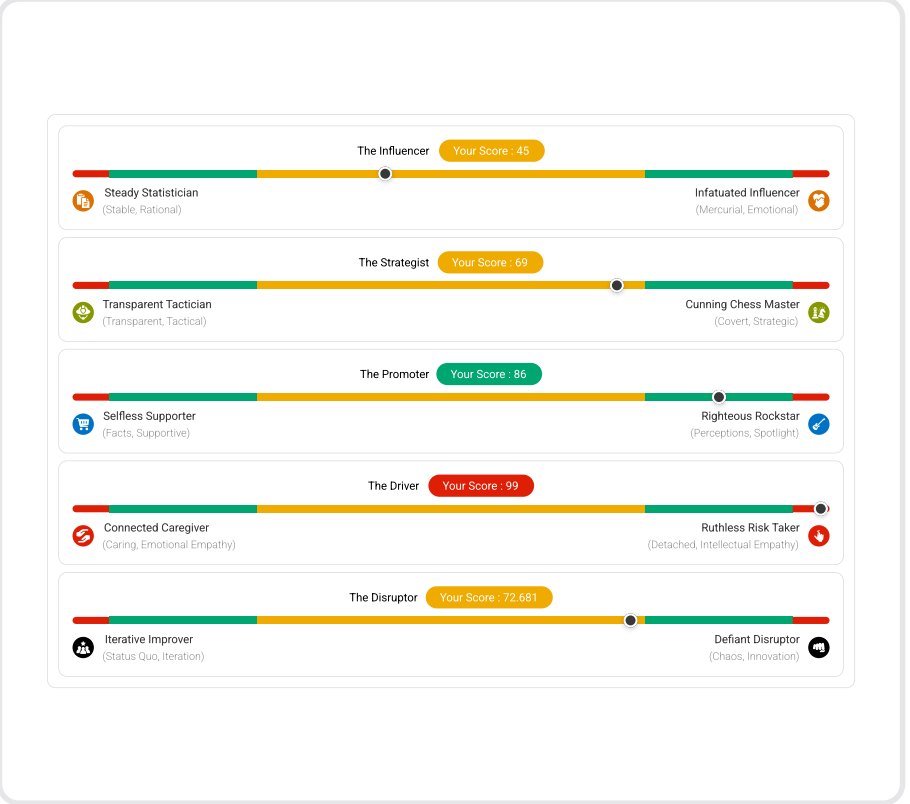 The Influencer Your Score : 45
Steady Statistician Infatuated Influencer
(Stable, Rational) (Mercurial, Emotional)
The Strategist Your Score : 69
Transparent Tactician Cunning Chess Master
(Transparent, Tactical) (Covert, Strategic)
The Promoter Your Score : 86
Selfless Supporter Righteous Rockstar
(Facts, Supportive) (Perceptions, Spotlight)
The Driver Your Score : 99
Connected Caregiver Ruthless Risk Taker
(Caring, Emotional Empathy) (Detached, Intellectual Empathy)
The Disruptor Your Score : 72.681
Iterative Improver Defiant Disruptor
(Status Quo, Iteration) (Chaos, Innovation)